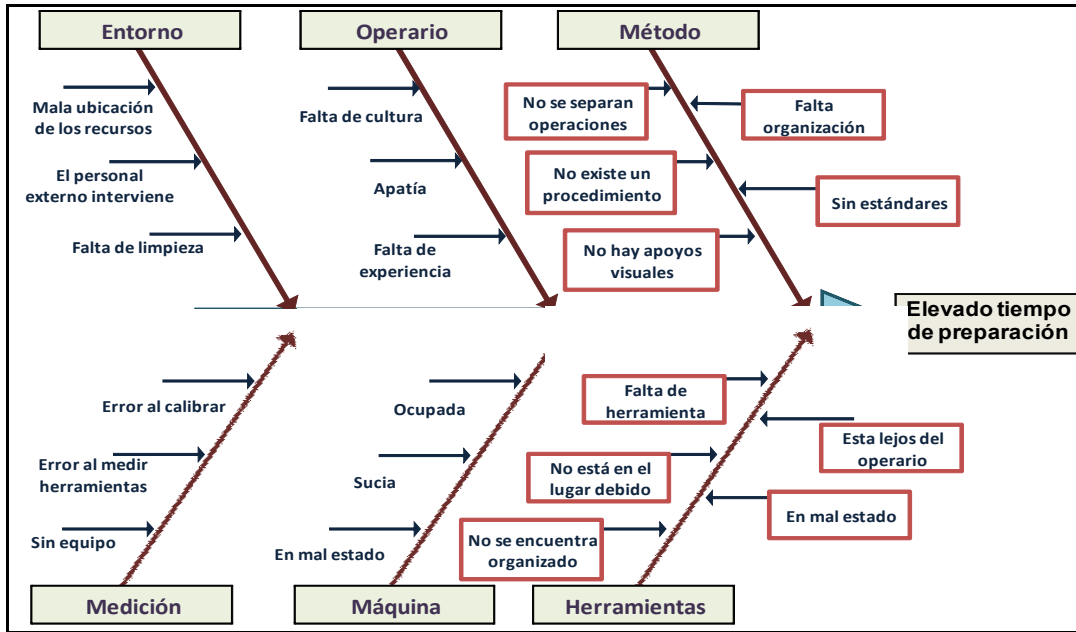 Entorno
Operario
Método
Mala ubicación
de los recursos
El personal
externo interviene
Falta de limpieza
Falta de cultura
Apatía
Falta de
experiencia
No se separan
operaciones
Falta
organización
No existe un
procedimiento
Sin estándares
No hay apoyos
visuales
Elevado tiempo
de preparación
Error al calibrar
Error al medir
herramientas
Sin equipo
Ocupada
Sucia
En mal estado
Falta de
herramienta
Esta lejos del
operario
No está en el
lugar debido
En mal estado
No se encuentra
organizado
Medición
Máquina
Herramientas